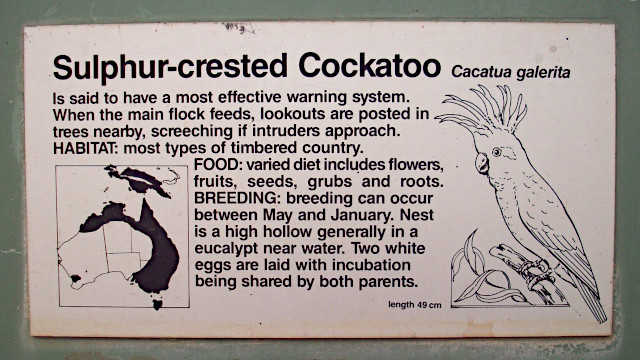 Sulphur-crested Cockatoo Cacatua galerita
Is said to have a most effective warning system.
When the main flock feeds, lookouts are posted in
trees nearby, screeching if intruders approach.
HABITAT: most types of timbered country.
FOOD: varied diet includes flowers,
fruits, seeds, grubs and roots.
BREEDING: breeding can occur
between May and January. Nest
is a high hollow generally in a
eucalypt near water. Two white
eggs are laid with incubation
being shared by both parents.
length 49 cm